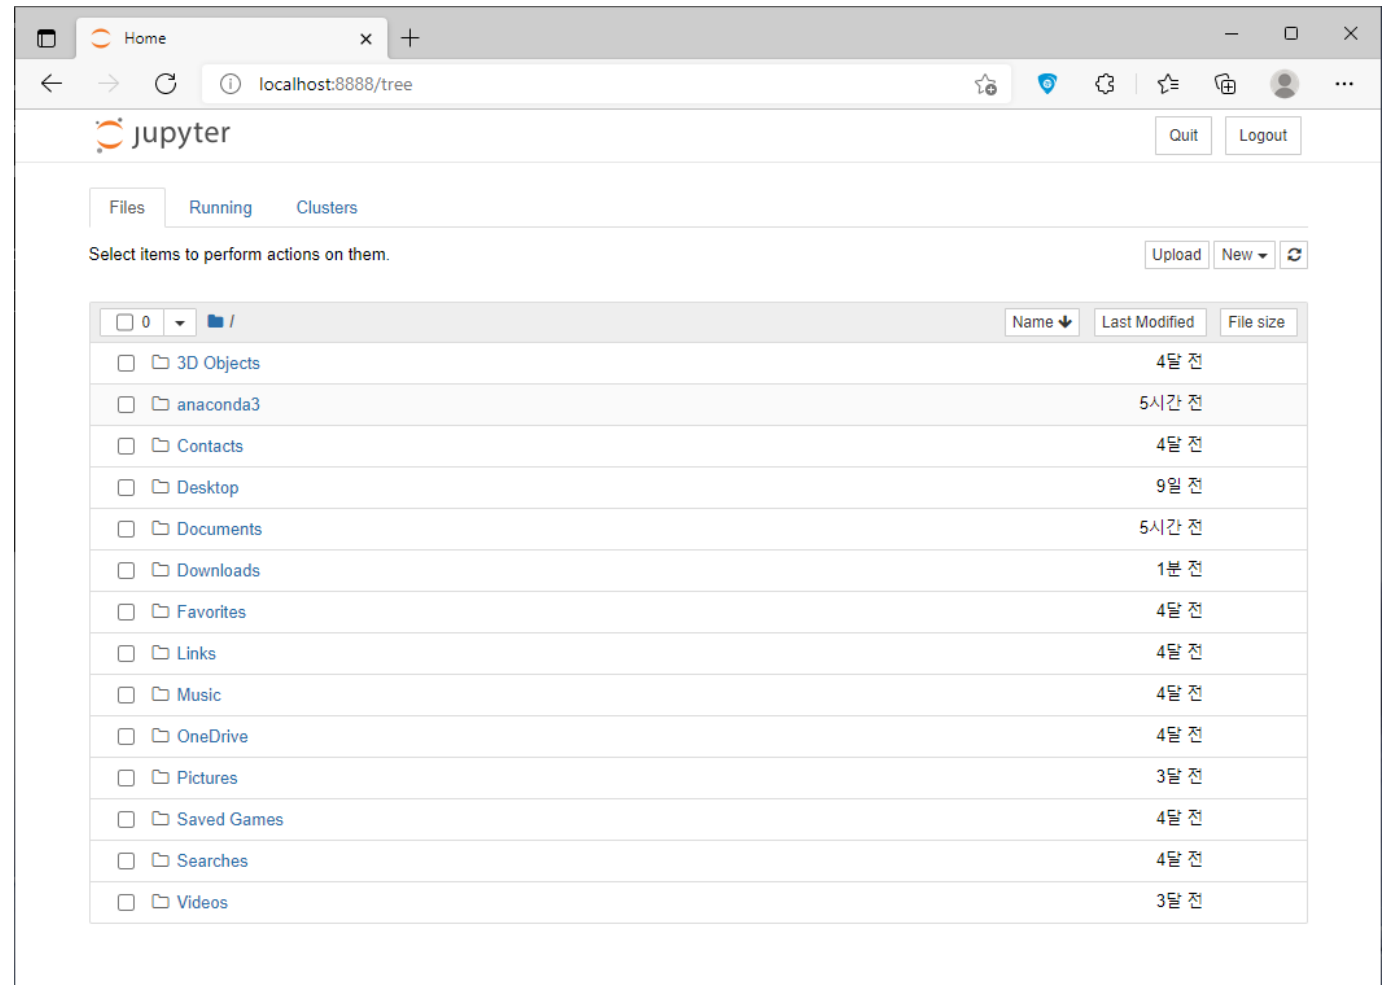 Home
localhost:8888/tree
jupyter
Quit Logout
Files Running Clusters
Select items to perform actions on them.
Upload New
0 / Name Last Modified File size
3D Objects 4달 전
anaconda3 5시간 전
Contacts 4달 전
Desktop 9일 전
Documents 5시간 전
Downloads 1분 전
Favorites 4달 전
Links 4달 전
Music 4달 전
OneDrive 4달 전
Pictures 3달 전
Saved Games 4달 전
Searches 4달 전
Videos 3달 전